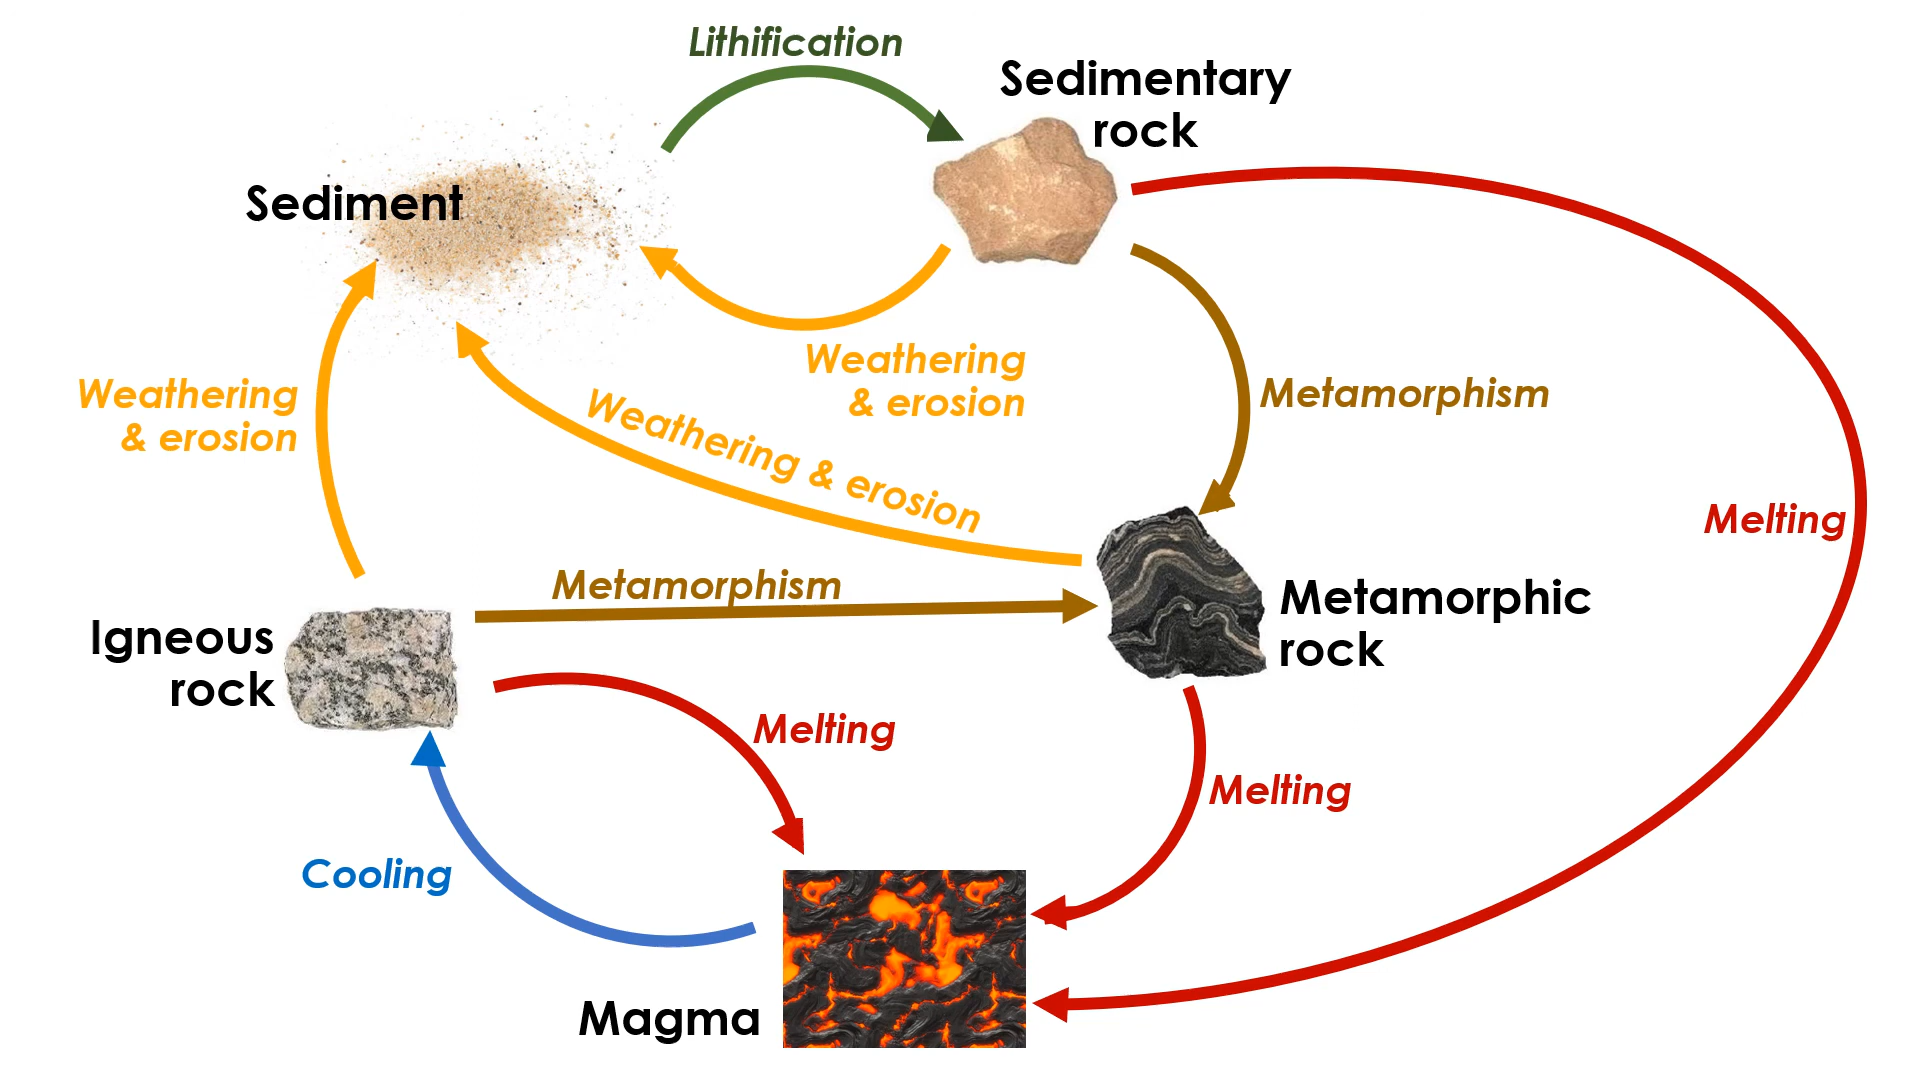 Lithification
Sedimentary
rock
Sediment
Weathering
& erosion
Weathering
& erosion
Weathering & erosion
Metamorphism
Melting
Metamorphism
Igneous
rock
Metamorphic
rock
Melting
Melting
Cooling
Magma